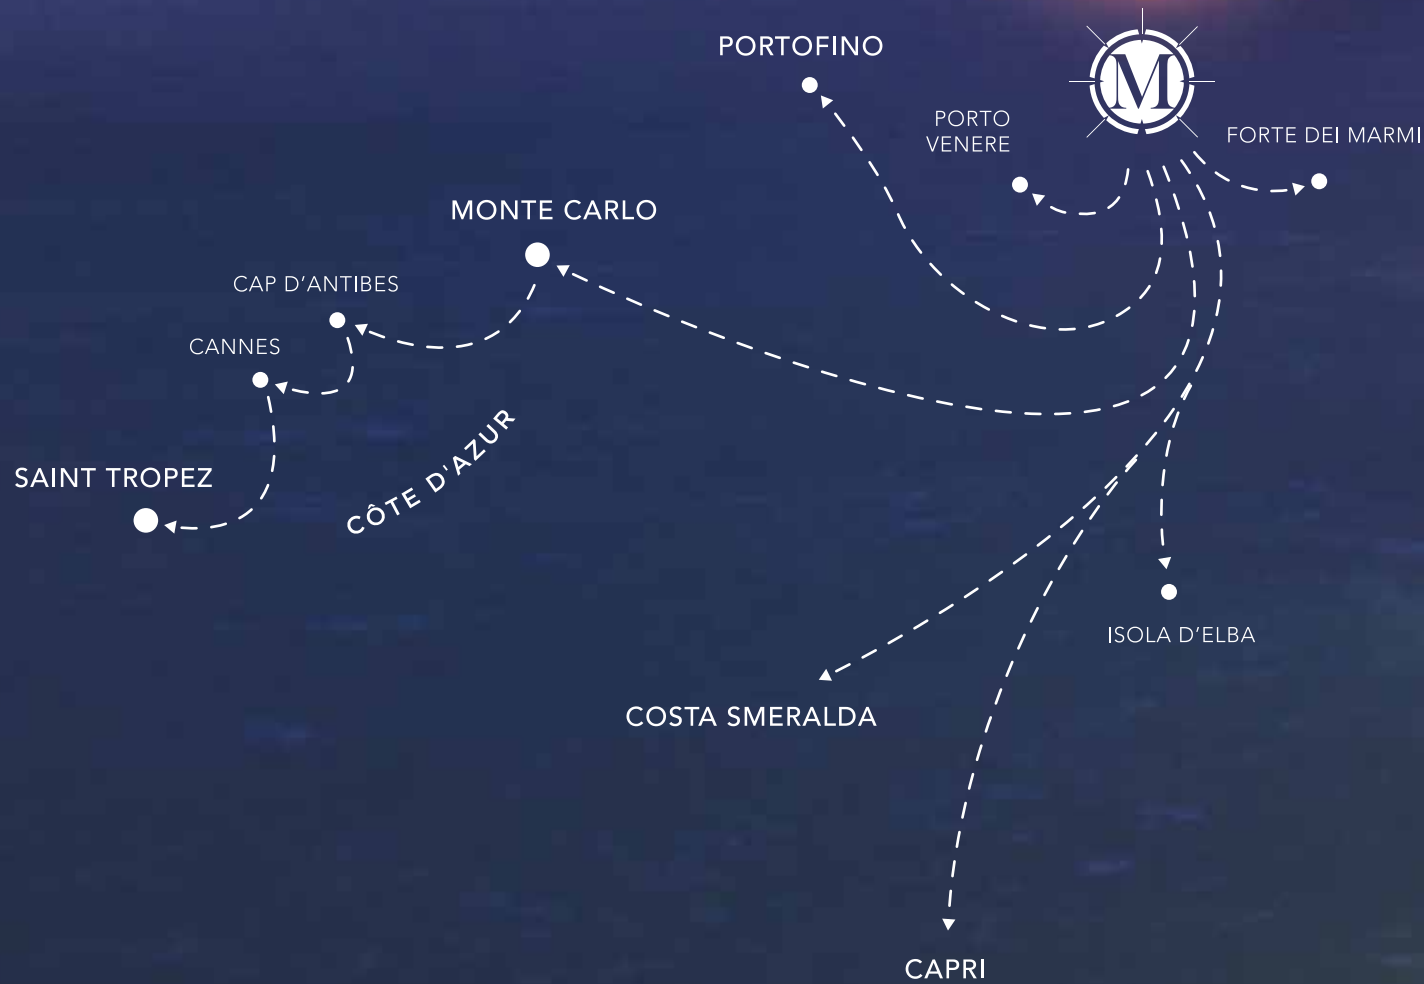 PORTOFINO
M
PORTO
VENERE
FORTE DEI MARMI
MONTE CARLO
CAP D'ANTIBES
CANNES
CÔTE D'AZUR
SAINT TROPEZ
ISOLA D'ELBA
COSTA SMERALDA
CAPRI